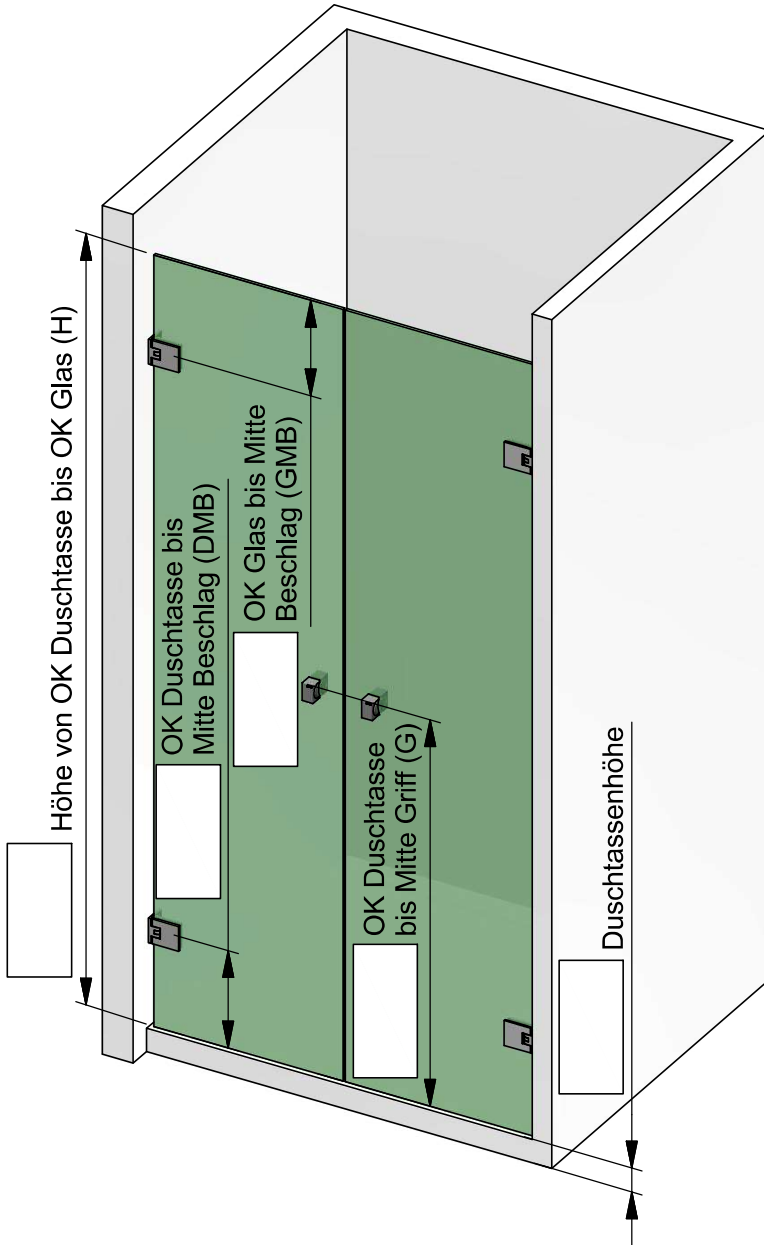 Höhe von OK Duschtasse bis OK Glas (H)
OK Duschtasse bis
Mitte Beschlag (DMB)
OK Glas bis Mitte
Beschlag (GMB)
OK Duschtasse
bis Mitte Griff (G)
Duschtassenhöhe